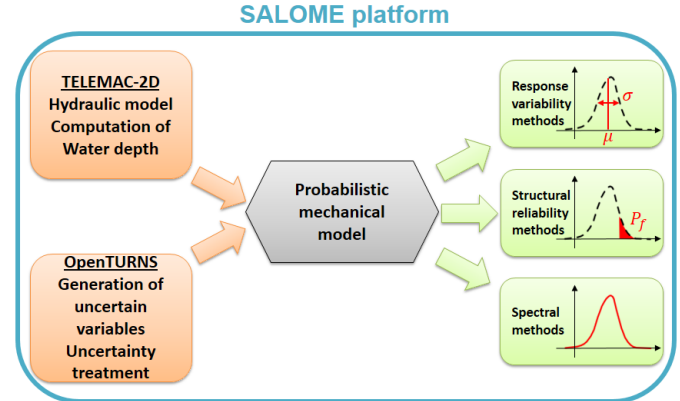 SALOME platform
TELEMAC-2D
Hydraulic model
Computation of
Water depth
OpenTURNS
Generation of
uncertain
variables
Uncertainty
treatment
Probabilistic
mechanical
model
Response
variability
methods
σ
μ
Structural
reliability
methods
P_f
Spectral
methods